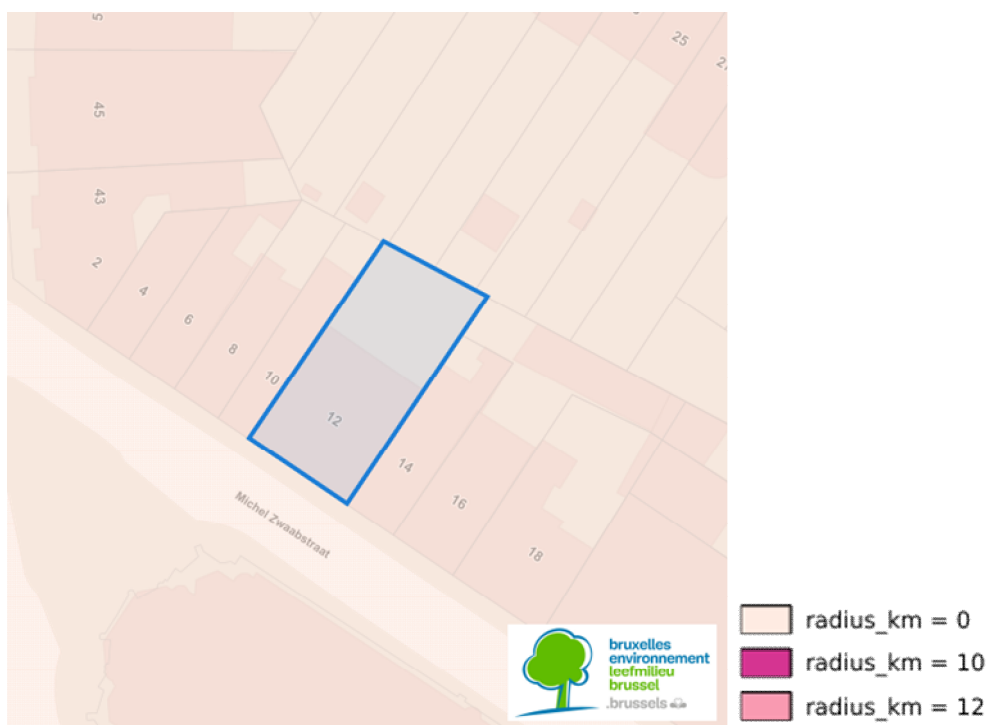 25
45
43
2
4
6
8
10
12
14
16
18
Michel Zwaabstraat
bruxelles
environnement
leefmilieu
brussel
.brussels
radius_km = 0
radius_km = 10
radius_km = 12